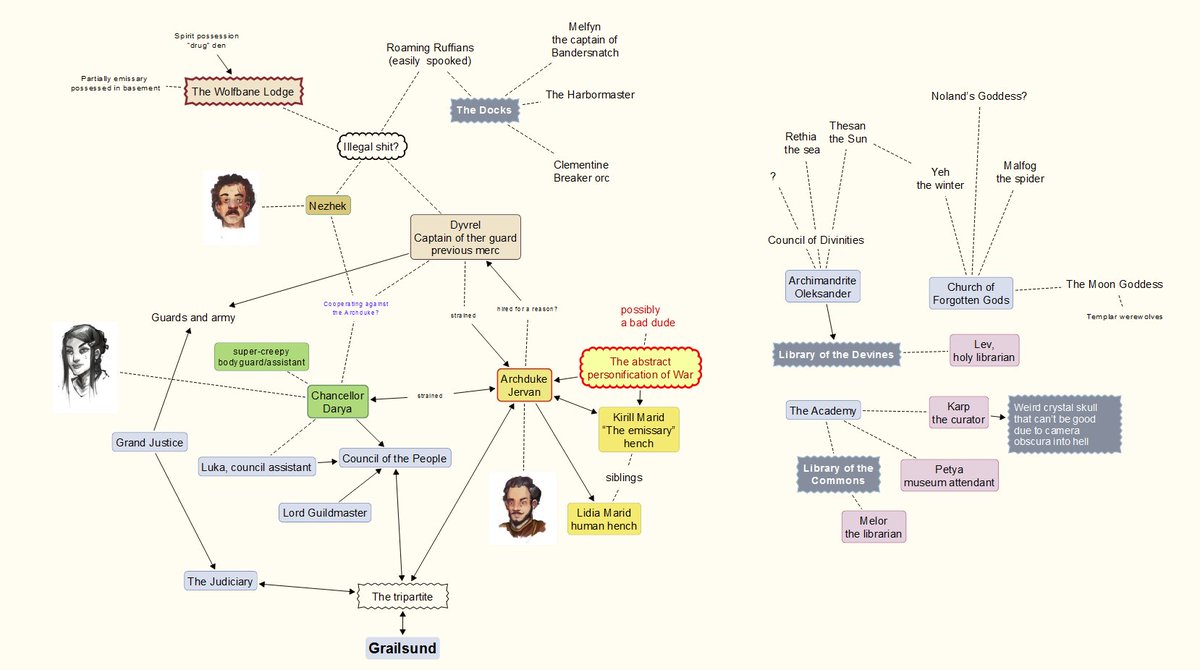 Spirit possession
"drug" den
Partially emissary
possessed in basement
The Wolfbane Lodge
Roaming Ruffians
(easily spooked)
Melfyn
the captain of
Bandersnatch
The Docks
The Harbormaster
Clementine
Breaker orc
Illegal shit?
Nezhek
Dyvrel
Captain of ther guard
previous merc
Cooperating against
the Archduke?
strained
hired for a reason?
Guards and army
super-creepy
bodyguard/assistant
Chancellor
Darya
strained
Archduke
Jervan
possibly
a bad dude
The abstract
personification of War
Kirill Marid
"The emissary"
hench
siblings
Lidia Marid
human hench
Grand Justice
Luka, council assistant
Council of the People
Lord Guildmaster
The Judiciary
The tripartite
Grailsund
Noland's Goddess?
Thesan
the Sun
Rethia
the sea
?
Yeh
the winter
Malfog
the spider
Council of Divinities
Archimandrite
Oleksander
Church of
Forgotten Gods
The Moon Goddess
Templar werewolves
Library of the Devines
Lev,
holy librarian
The Academy
Karp
the curator
Weird crystal skull
that can't be good
due to camera
obscura into hell
Library of the
Commons
Petya
museum attendant
Melor
the librarian